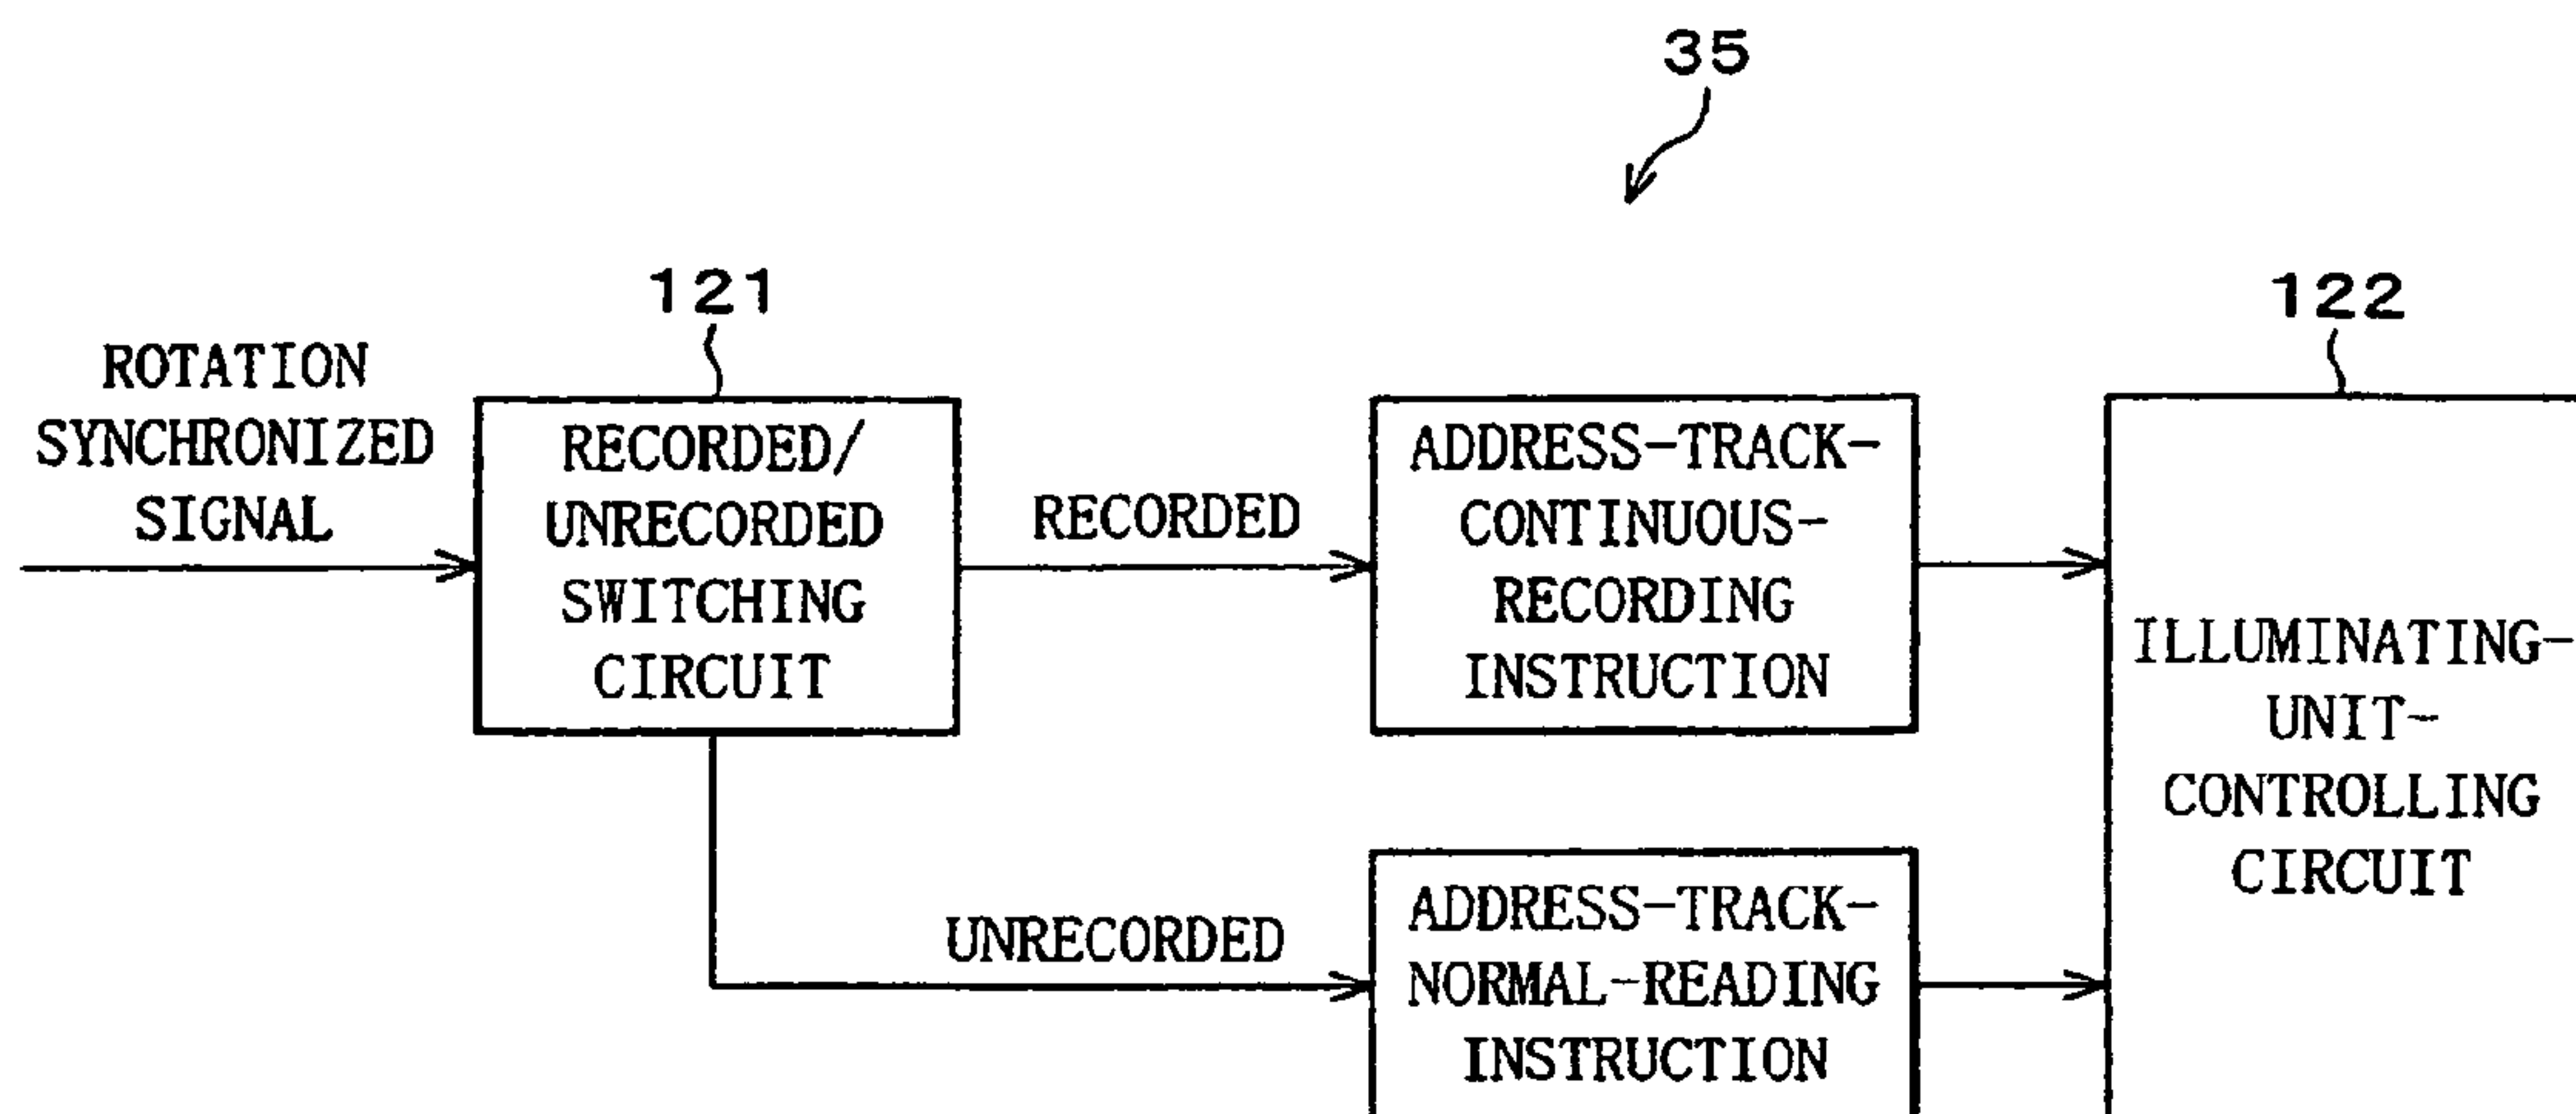 35
121
122
ROTATION
SYNCHRONIZED
SIGNAL
RECORDED/
UNRECORDED
SWITCHING
CIRCUIT
RECORDED
ADDRESS-TRACK-
CONTINUOUS-
RECORDING
INSTRUCTION
ILLUMINATING-
UNIT-
CONTROLLING
CIRCUIT
UNRECORDED
ADDRESS-TRACK-
NORMAL-READING
INSTRUCTION